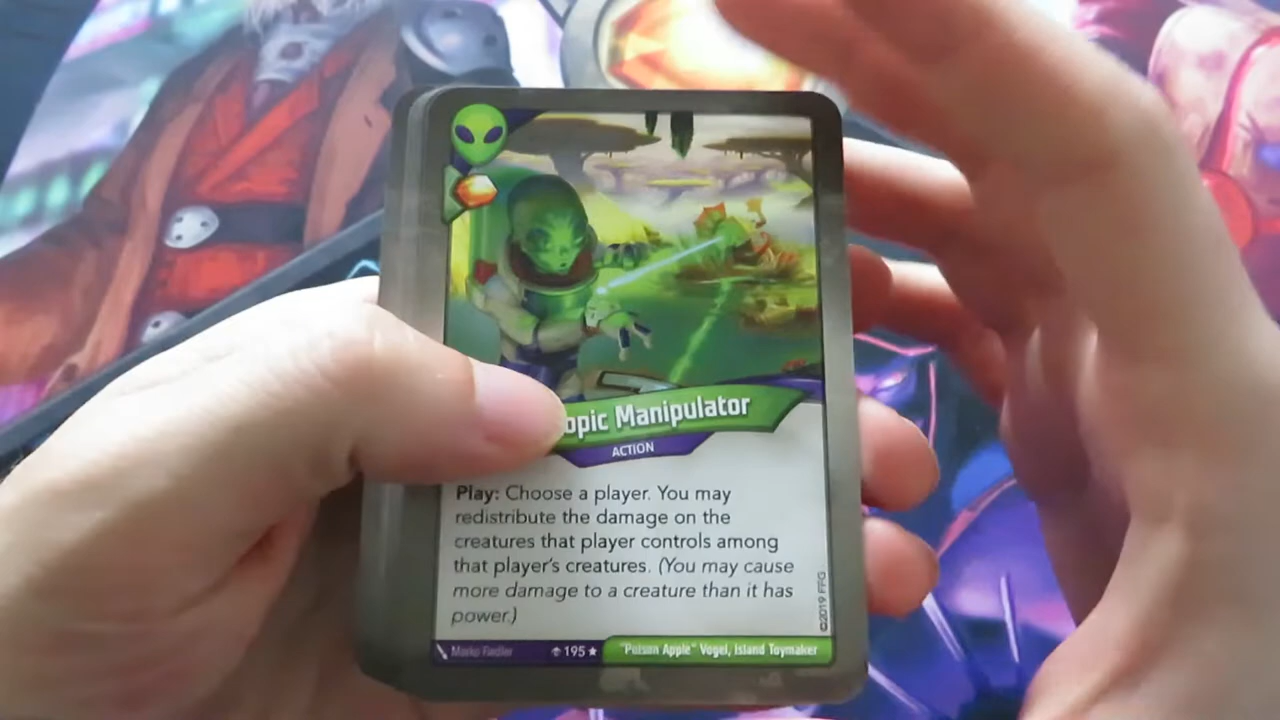 opic Manipulator
ACTION
Play: Choose a player. You may
redistribute the damage on the
creatures that player controls among
that player's creatures. (You may cause
more damage to a creature than it has
power.)
©2019 FFG
Marko Fiedler 195 "Poison Apple" Vogel, Island Toymaker